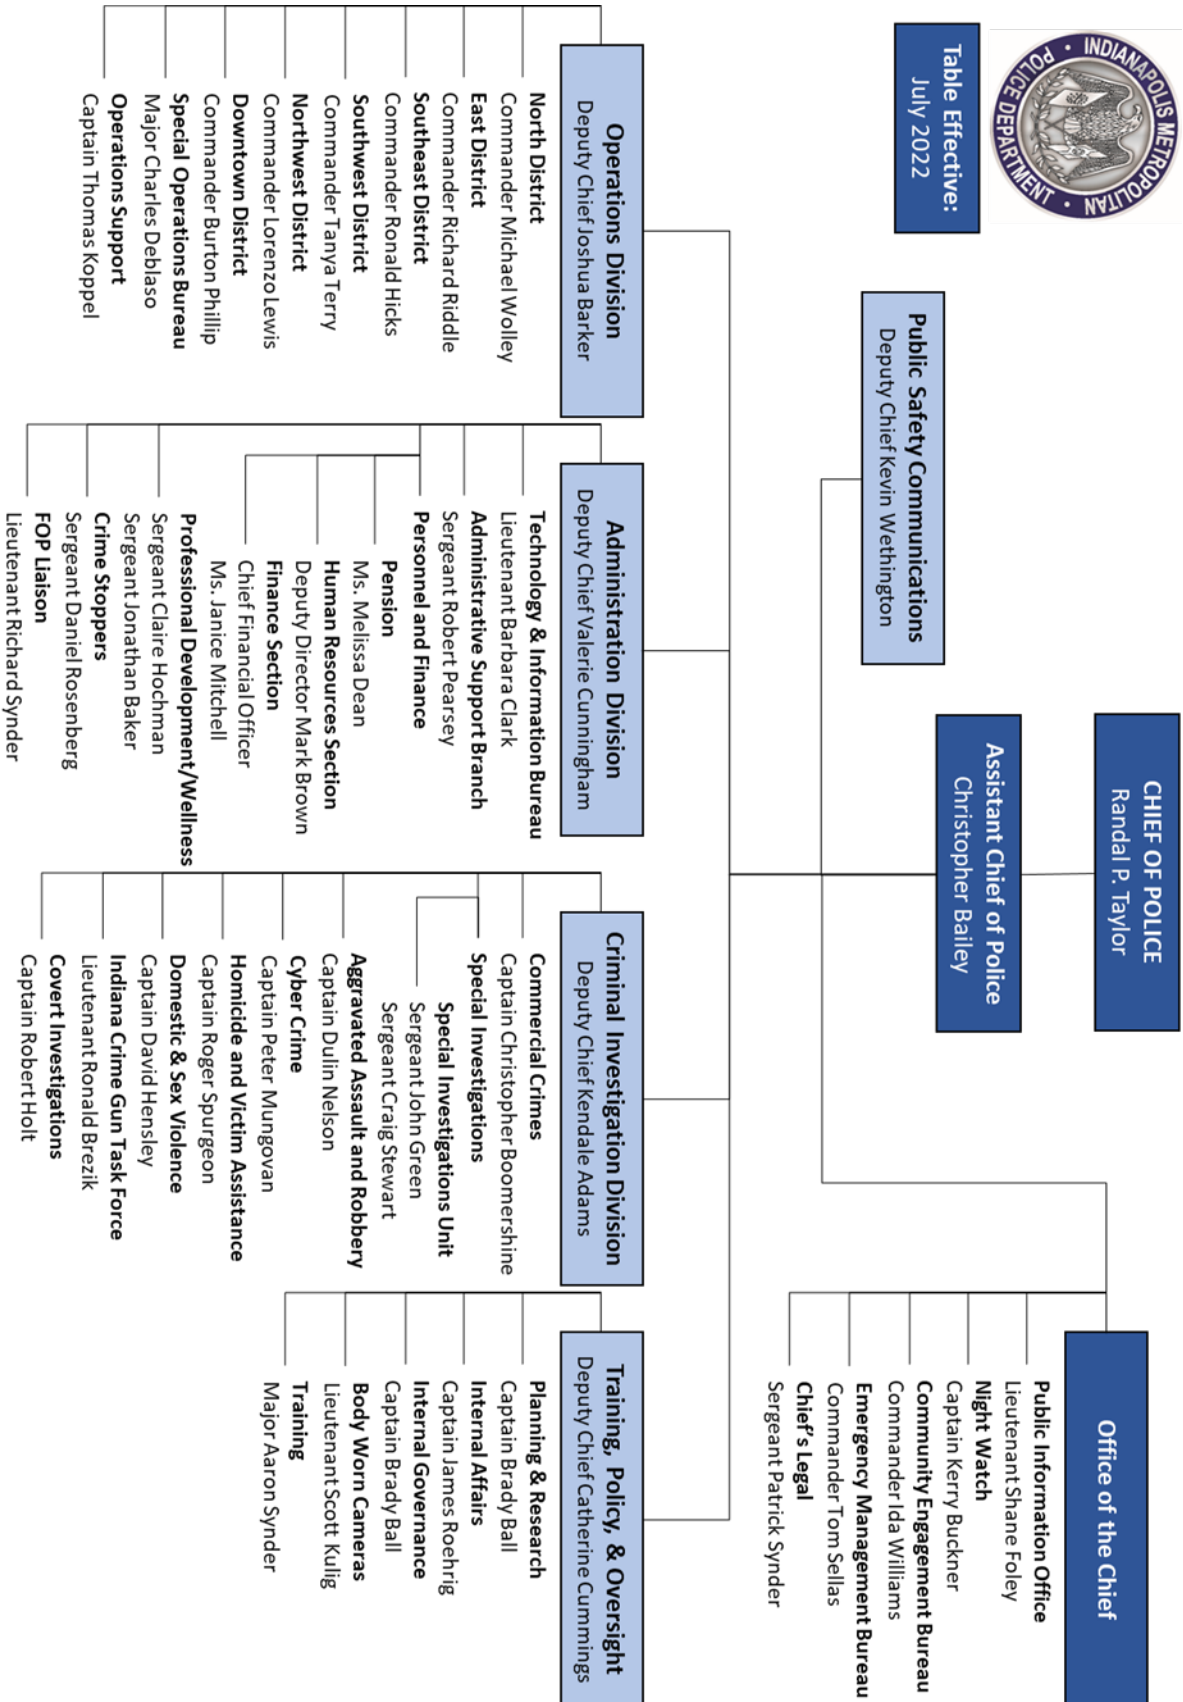 INDIANAPOLIS METROPOLITAN
POLICE DEPARTMENT
Table Effective:
July 2022
CHIEF OF POLICE
Randal P. Taylor
Assistant Chief of Police
Christopher Bailey
Public Safety Communications
Deputy Chief Kevin Wethington
Office of the Chief
Public Information Office
Lieutenant Shane Foley
Night Watch
Captain Kerry Buckner
Community Engagement Bureau
Commander Ida Williams
Emergency Management Bureau
Commander Tom Sellas
Chief’s Legal
Sergeant Patrick Synder
Operations Division
Deputy Chief Joshua Barker
North District
Commander Michael Wolley
East District
Commander Richard Riddle
Southeast District
Commander Ronald Hicks
Southwest District
Commander Tanya Terry
Northwest District
Commander Lorenzo Lewis
Downtown District
Commander Burton Phillip
Special Operations Bureau
Major Charles Deblaso
Operations Support
Captain Thomas Koppel
Administration Division
Deputy Chief Valerie Cunningham
Technology & Information Bureau
Lieutenant Barbara Clark
Administrative Support Branch
Sergeant Robert Pearsey
Personnel and Finance
Pension
Ms. Melissa Dean
Human Resources Section
Deputy Director Mark Brown
Finance Section
Chief Financial Officer
Ms. Janice Mitchell
Professional Development/Wellness
Sergeant Claire Hochman
Sergeant Jonathan Baker
Crime Stoppers
Sergeant Daniel Rosenberg
FOP Liaison
Lieutenant Richard Synder
Criminal Investigation Division
Deputy Chief Kendale Adams
Commercial Crimes
Captain Christopher Boomershine
Special Investigations
Special Investigations Unit
Sergeant John Green
Sergeant Craig Stewart
Aggravated Assault and Robbery
Captain Dulin Nelson
Cyber Crime
Captain Peter Mungovan
Homicide and Victim Assistance
Captain Roger Spurgeon
Domestic & Sex Violence
Captain David Hensley
Indiana Crime Gun Task Force
Lieutenant Ronald Brezik
Covert Investigations
Captain Robert Holt
Training, Policy, & Oversight
Deputy Chief Catherine Cummings
Planning & Research
Captain Brady Ball
Internal Affairs
Captain James Roehrig
Internal Governance
Captain Brady Ball
Body Worn Cameras
Lieutenant Scott Kulig
Training
Major Aaron Synder